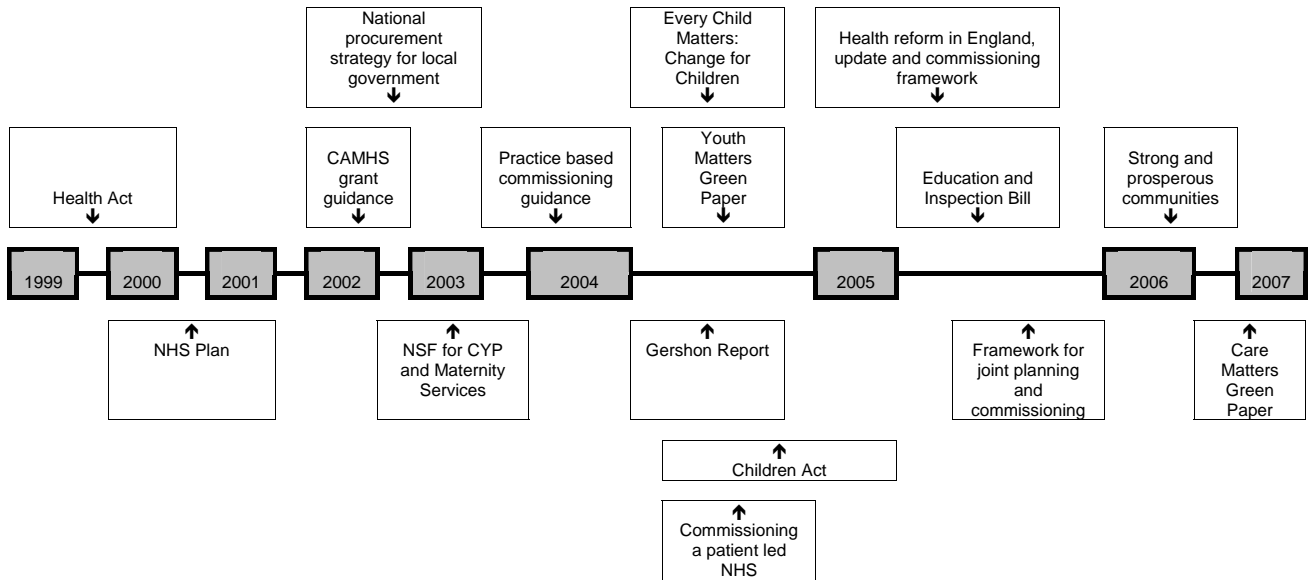 National
procurement
strategy for local
government
Every Child
Matters:
Change for
Children
Health reform in England,
update and commissioning
framework
Health Act
CAMHS
grant
guidance
Practice based
commissioning
guidance
Youth
Matters
Green
Paper
Education and
Inspection Bill
Strong and
prosperous
communities
1999
2000
2001
2002
2003
2004
2005
2006
2007
NHS Plan
NSF for CYP
and Maternity
Services
Gershon Report
Framework for
joint planning
and
commissioning
Care
Matters
Green
Paper
Children Act
Commissioning
a patient led
NHS